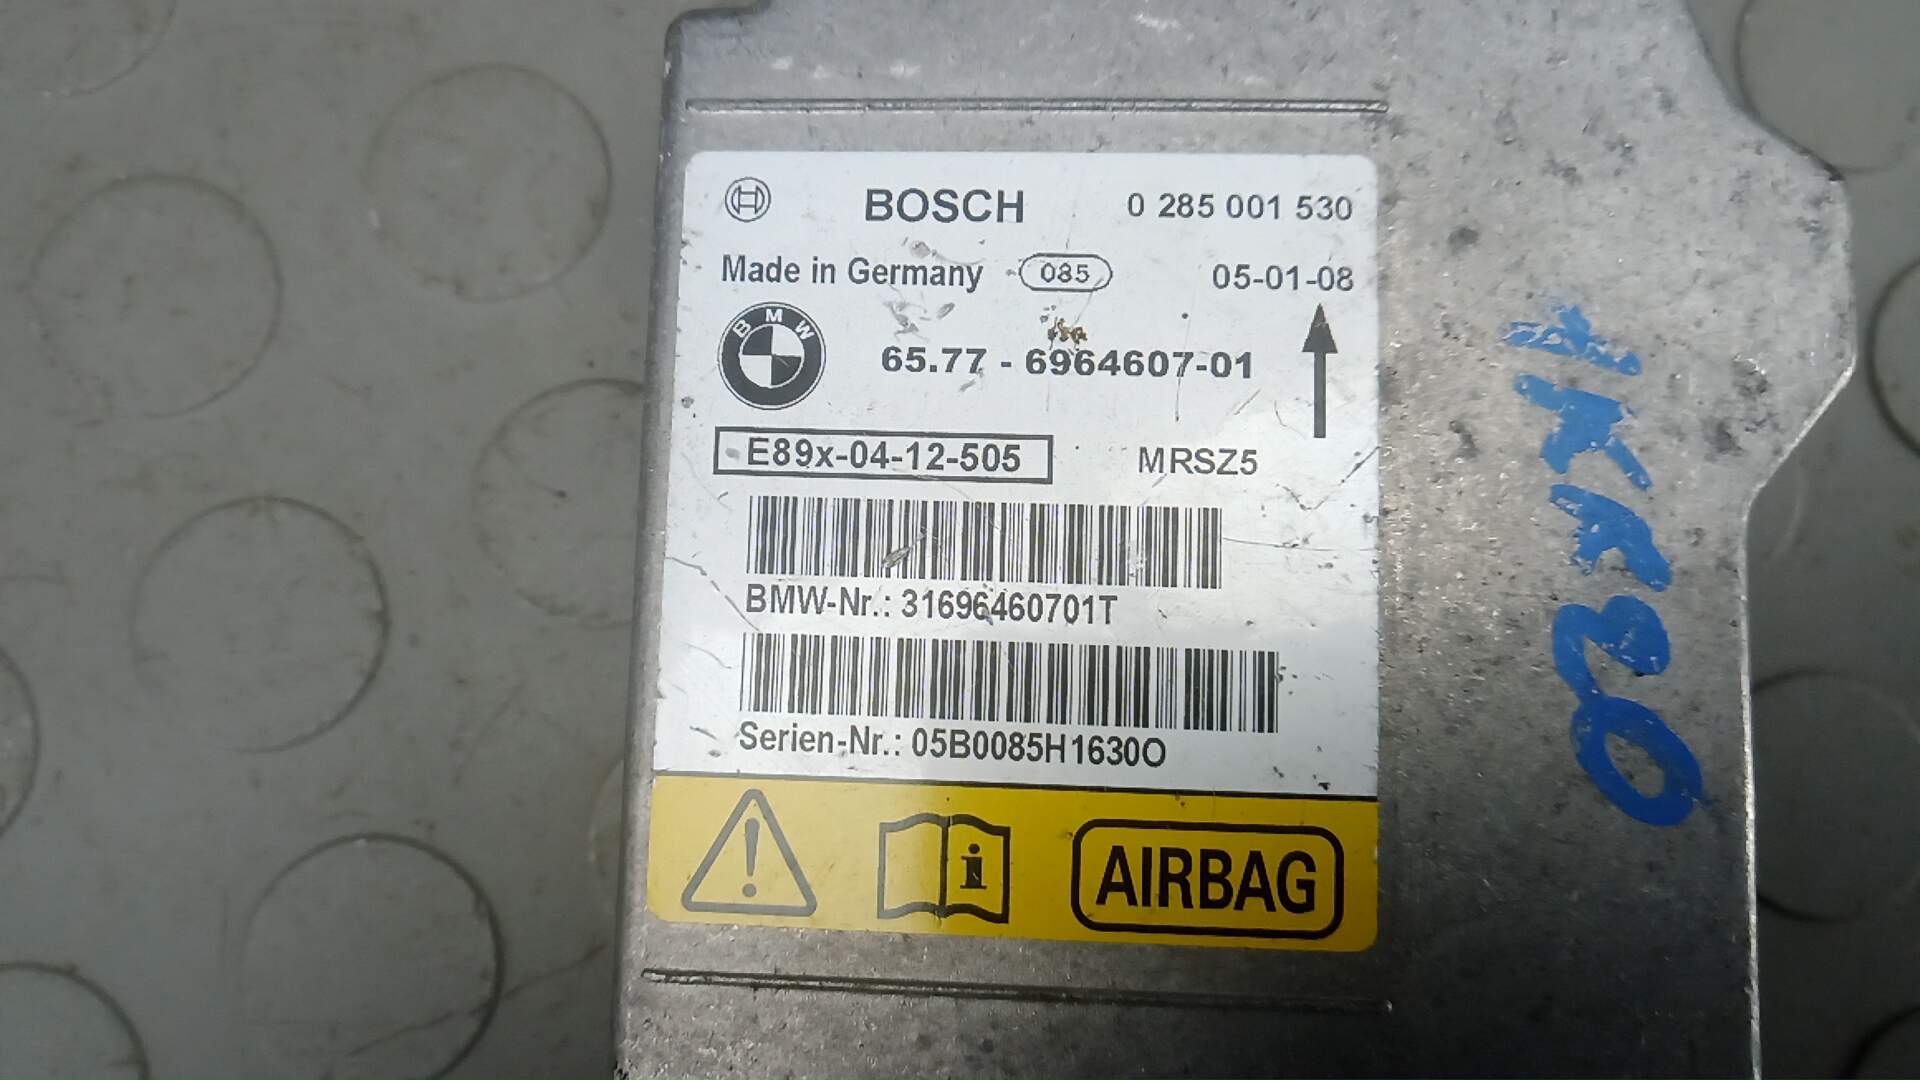 BOSCH 0 285 001 530
Made in Germany 085 05-01-08
BMW
65.77 - 6964607-01
E89x-04-12-505 MRSZ5
BMW-Nr.: 31696460701T
Serien-Nr.: 05B0085H1630O
i
AIRBAG